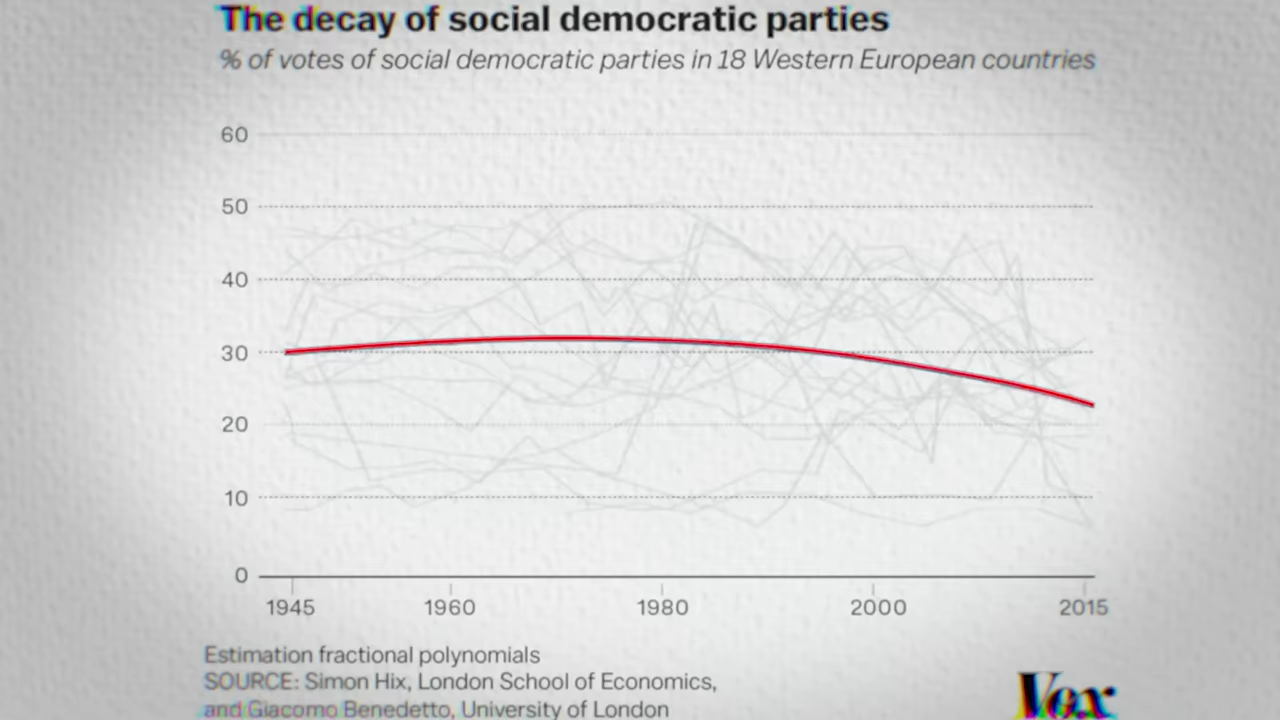 The decay of social democratic parties
% of votes of social democratic parties in 18 Western European countries
60
50
40
30
20
10
0
1945 1960 1980 2000 2015
Estimation fractional polynomials
SOURCE: Simon Hix, London School of Economics,
and Giacomo Benedetto, University of London
Vox